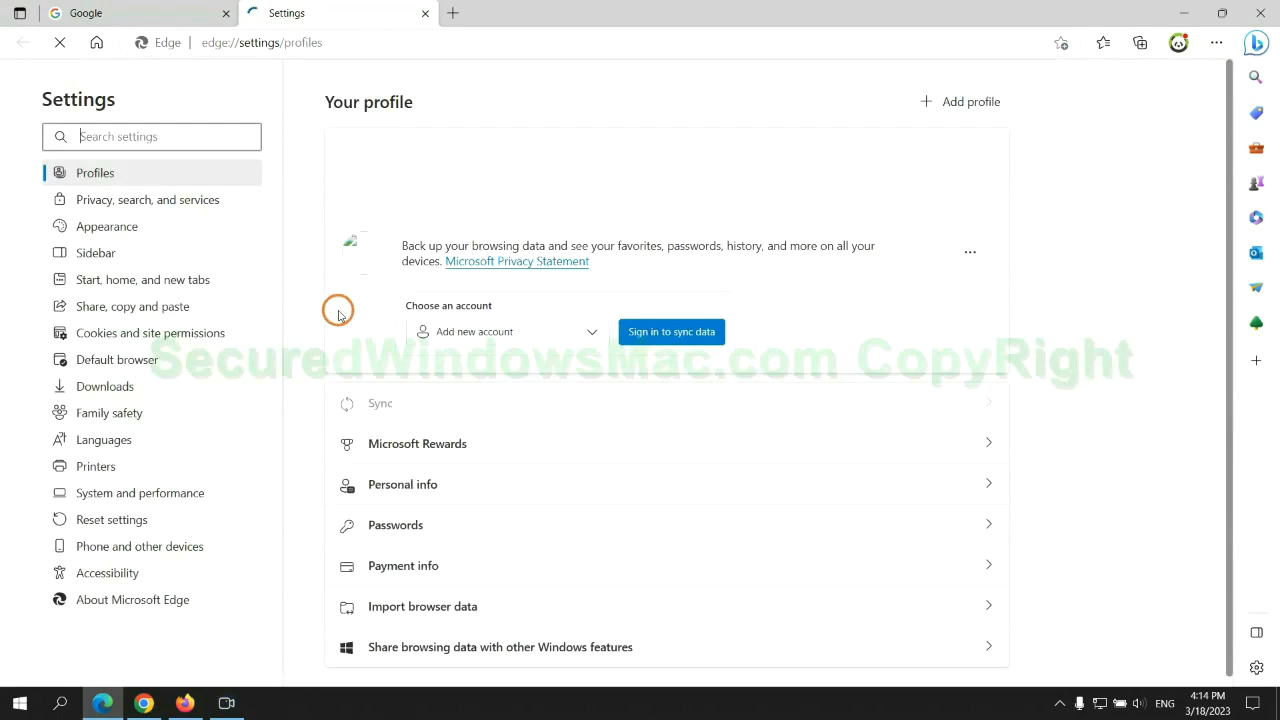 Google
Settings
Edge
edge://settings/profiles
Settings
Search settings
Profiles
Privacy, search, and services
Appearance
Sidebar
Start, home, and new tabs
Share, copy and paste
Cookies and site permissions
Default browser
Downloads
Family safety
Languages
Printers
System and performance
Reset settings
Phone and other devices
Accessibility
About Microsoft Edge
Your profile
Add profile
Back up your browsing data and see your favorites, passwords, history, and more on all your
devices. Microsoft Privacy Statement
Choose an account
Add new account
Sign in to sync data
SecuredWindowsMac.com CopyRight
Sync
Microsoft Rewards
Personal info
Passwords
Payment info
Import browser data
Share browsing data with other Windows features
ENG
4:14 PM
3/18/2023